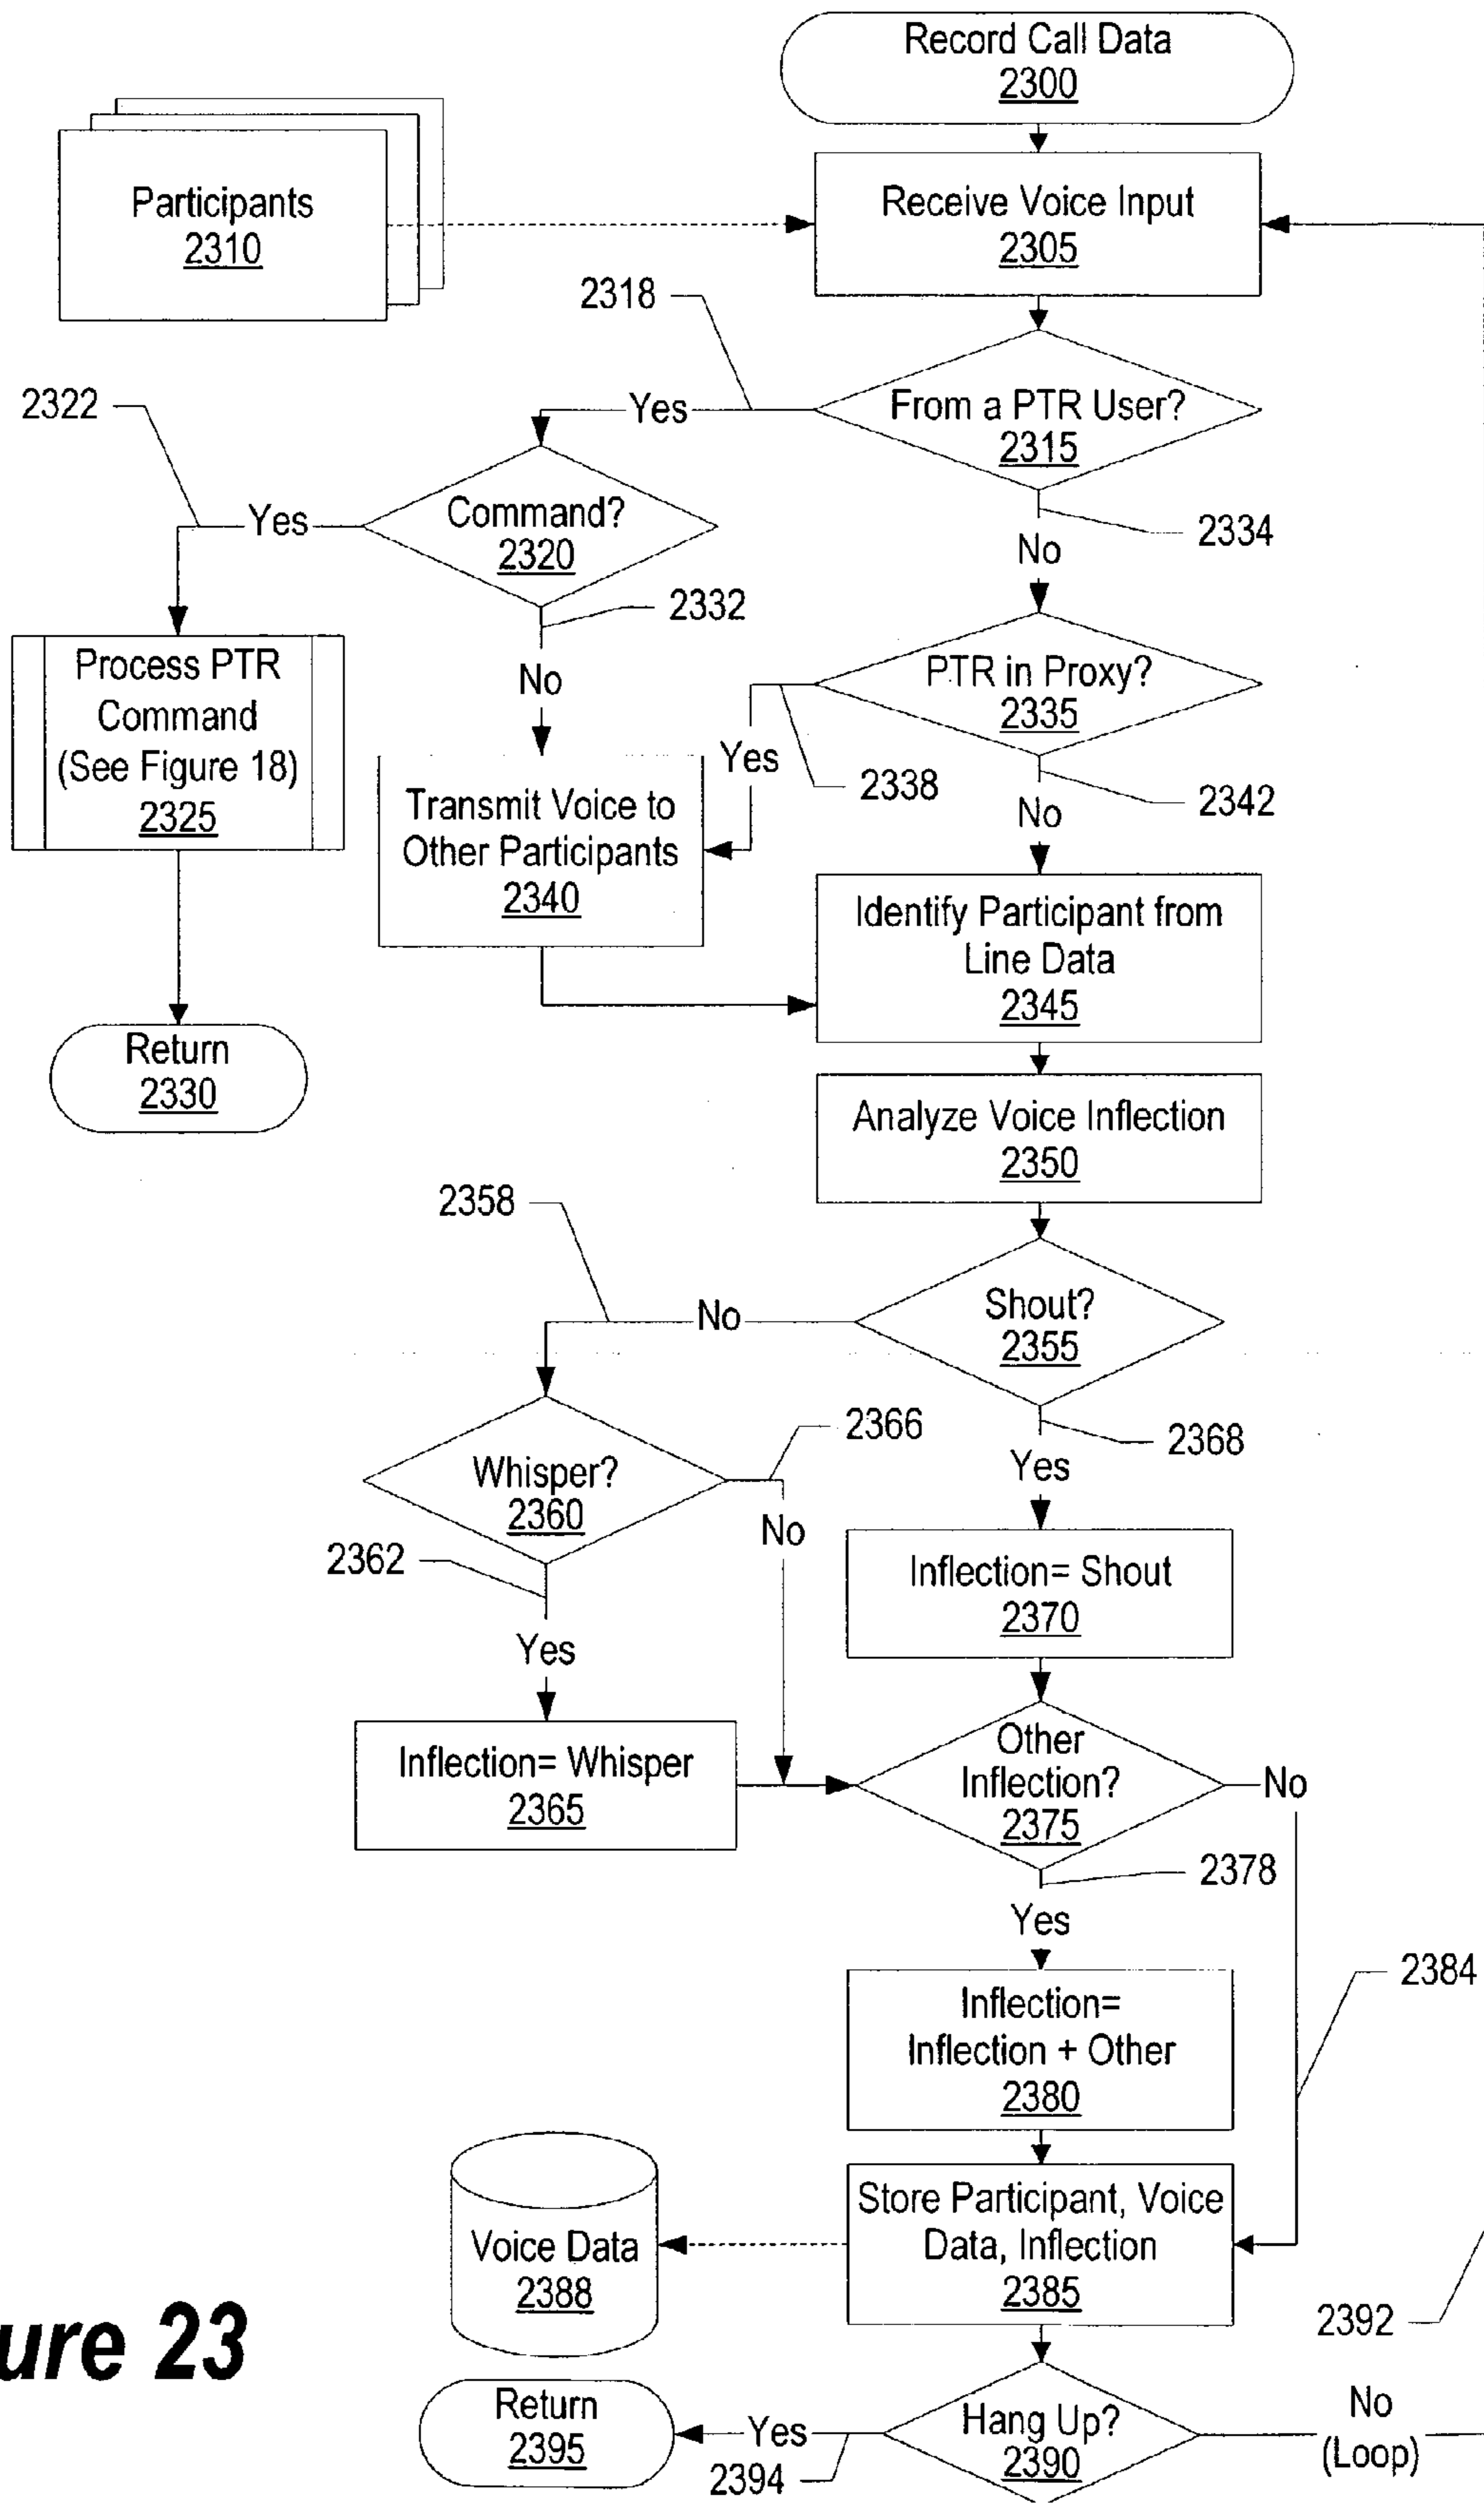 Record Call Data
2300
Participants
2310
Receive Voice Input
2305
2318
2322
Yes
From a PTR User?
2315
Command?
2320
Yes
2334
No
2332
No
Process PTR
Command
(See Figure 18)
2325
PTR in Proxy?
2335
Yes
2338
2342
No
Transmit Voice to
Other Participants
2340
Identify Participant from
Line Data
2345
Return
2330
Analyze Voice Inflection
2350
2358
No
Shout?
2355
2366
2368
Yes
Whisper?
2360
No
2362
Yes
Inflection= Shout
2370
Inflection= Whisper
2365
Other
Inflection?
2375
No
2378
Yes
2384
Inflection=
Inflection + Other
2380
Store Participant, Voice
Data, Inflection
2385
Voice Data
2388
2392
ure 23
Return
2395
Yes
2394
Hang Up?
2390
No
(Loop)